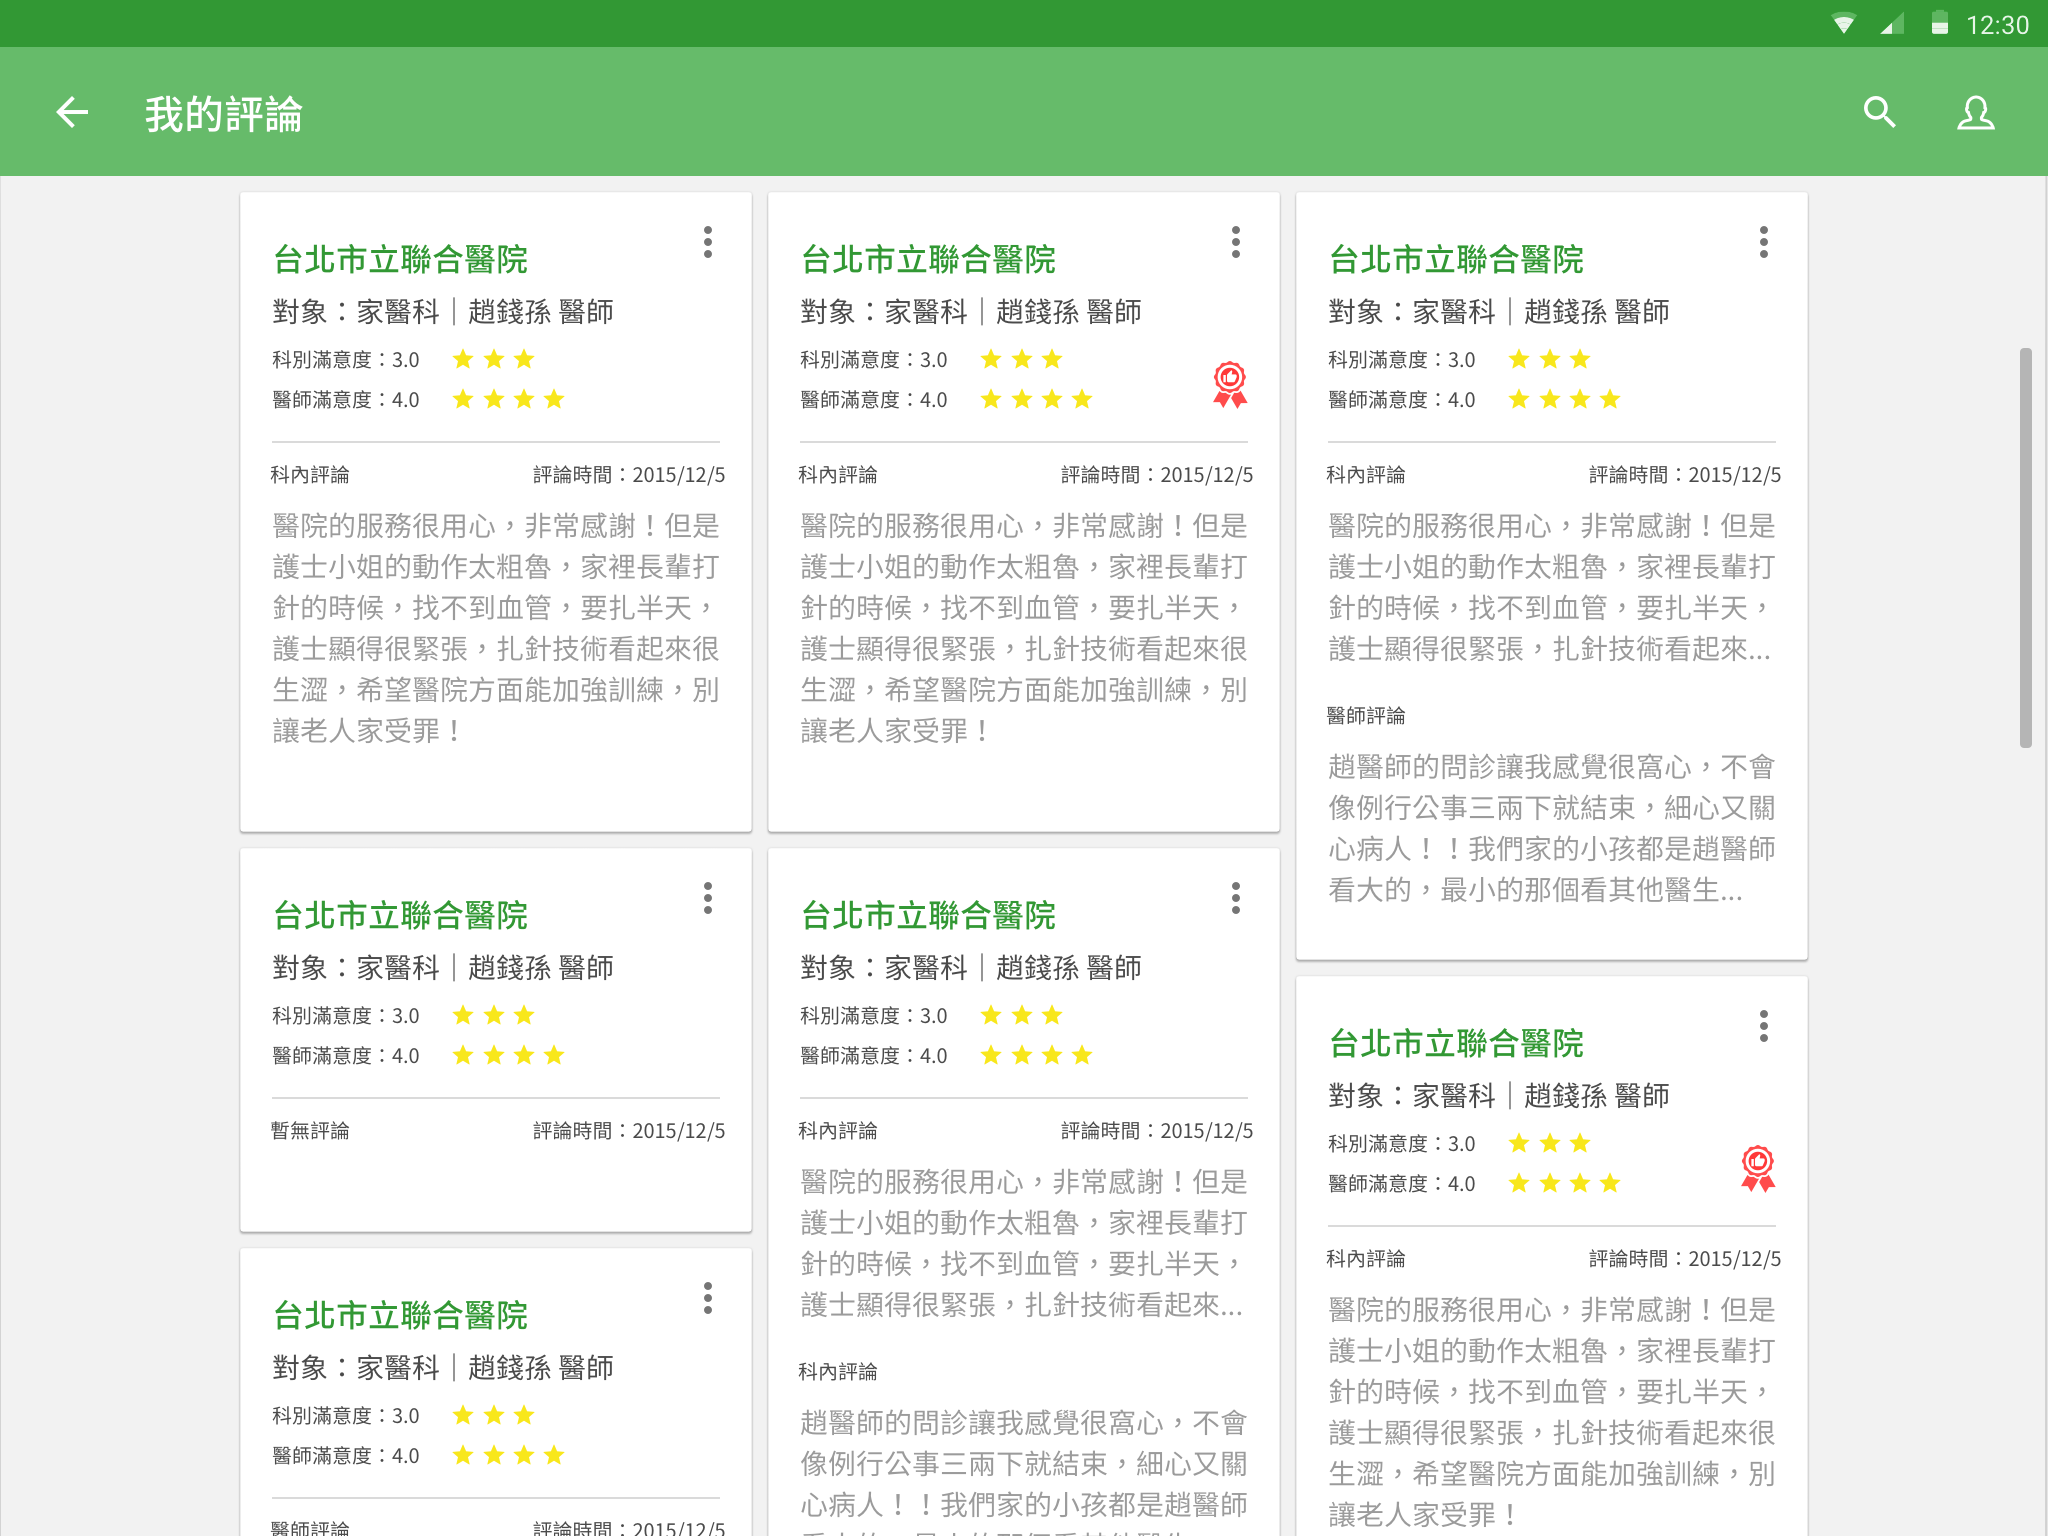 12:30
我的評論
台北市立聯合醫院
對象：家醫科｜趙錢孫 醫師
科別滿意度：3.0
醫師滿意度：4.0
科內評論 評論時間：2015/12/5
醫院的服務很用心，非常感謝！但是
護士小姐的動作太粗魯，家裡長輩打
針的時候，找不到血管，要扎半天，
護士顯得很緊張，扎針技術看起來很
生澀，希望醫院方面能加強訓練，別
讓老人家受罪！
台北市立聯合醫院
對象：家醫科｜趙錢孫 醫師
科別滿意度：3.0
醫師滿意度：4.0
科內評論 評論時間：2015/12/5
醫院的服務很用心，非常感謝！但是
護士小姐的動作太粗魯，家裡長輩打
針的時候，找不到血管，要扎半天，
護士顯得很緊張，扎針技術看起來很
生澀，希望醫院方面能加強訓練，別
讓老人家受罪！
台北市立聯合醫院
對象：家醫科｜趙錢孫 醫師
科別滿意度：3.0
醫師滿意度：4.0
科內評論 評論時間：2015/12/5
醫院的服務很用心，非常感謝！但是
護士小姐的動作太粗魯，家裡長輩打
針的時候，找不到血管，要扎半天，
護士顯得很緊張，扎針技術看起來...
醫師評論
趙醫師的問診讓我感覺很窩心，不會
像例行公事三兩下就結束，細心又關
心病人！！我們家的小孩都是趙醫師
看大的，最小的那個看其他醫生...
台北市立聯合醫院
對象：家醫科｜趙錢孫 醫師
科別滿意度：3.0
醫師滿意度：4.0
暫無評論 評論時間：2015/12/5
台北市立聯合醫院
對象：家醫科｜趙錢孫 醫師
科別滿意度：3.0
醫師滿意度：4.0
科內評論 評論時間：2015/12/5
醫院的服務很用心，非常感謝！但是
護士小姐的動作太粗魯，家裡長輩打
針的時候，找不到血管，要扎半天，
護士顯得很緊張，扎針技術看起來...
科內評論
趙醫師的問診讓我感覺很窩心，不會
像例行公事三兩下就結束，細心又關
心病人！！我們家的小孩都是趙醫師
台北市立聯合醫院
對象：家醫科｜趙錢孫 醫師
科別滿意度：3.0
醫師滿意度：4.0
科內評論 評論時間：2015/12/5
醫院的服務很用心，非常感謝！但是
護士小姐的動作太粗魯，家裡長輩打
針的時候，找不到血管，要扎半天，
護士顯得很緊張，扎針技術看起來很
生澀，希望醫院方面能加強訓練，別
讓老人家受罪！
台北市立聯合醫院
對象：家醫科｜趙錢孫 醫師
科別滿意度：3.0
醫師滿意度：4.0
醫師評論 評論時間：2015/12/5